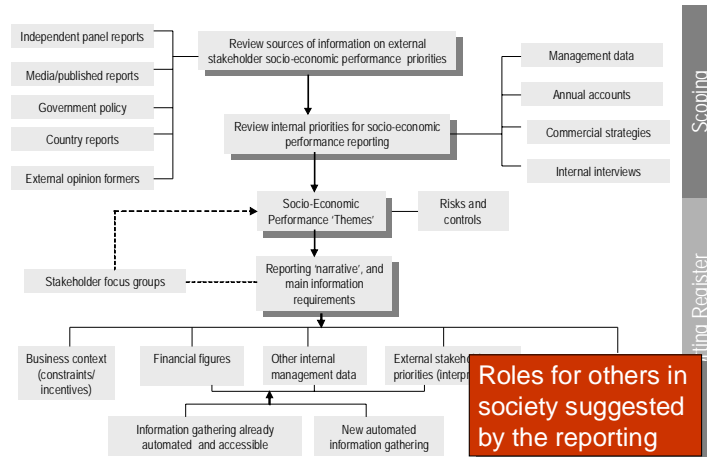 Independent panel reports
Media/published reports
Government policy
Country reports
External opinion formers
Review sources of information on external
stakeholder socio-economic performance priorities
Management data
Annual accounts
Commercial strategies
Internal interviews
Scoping
Review internal priorities for socio-economic
performance reporting
Socio-Economic
Performance ‘Themes’
Risks and
controls
Stakeholder focus groups
Reporting ‘narrative’, and
main information
requirements
Register
Business context
(constraints/
incentives)
Financial figures
Other internal
management data
External
priorities
Roles for others in
society suggested
by the reporting
Information gathering already
automated and accessible
New automated
information gathering